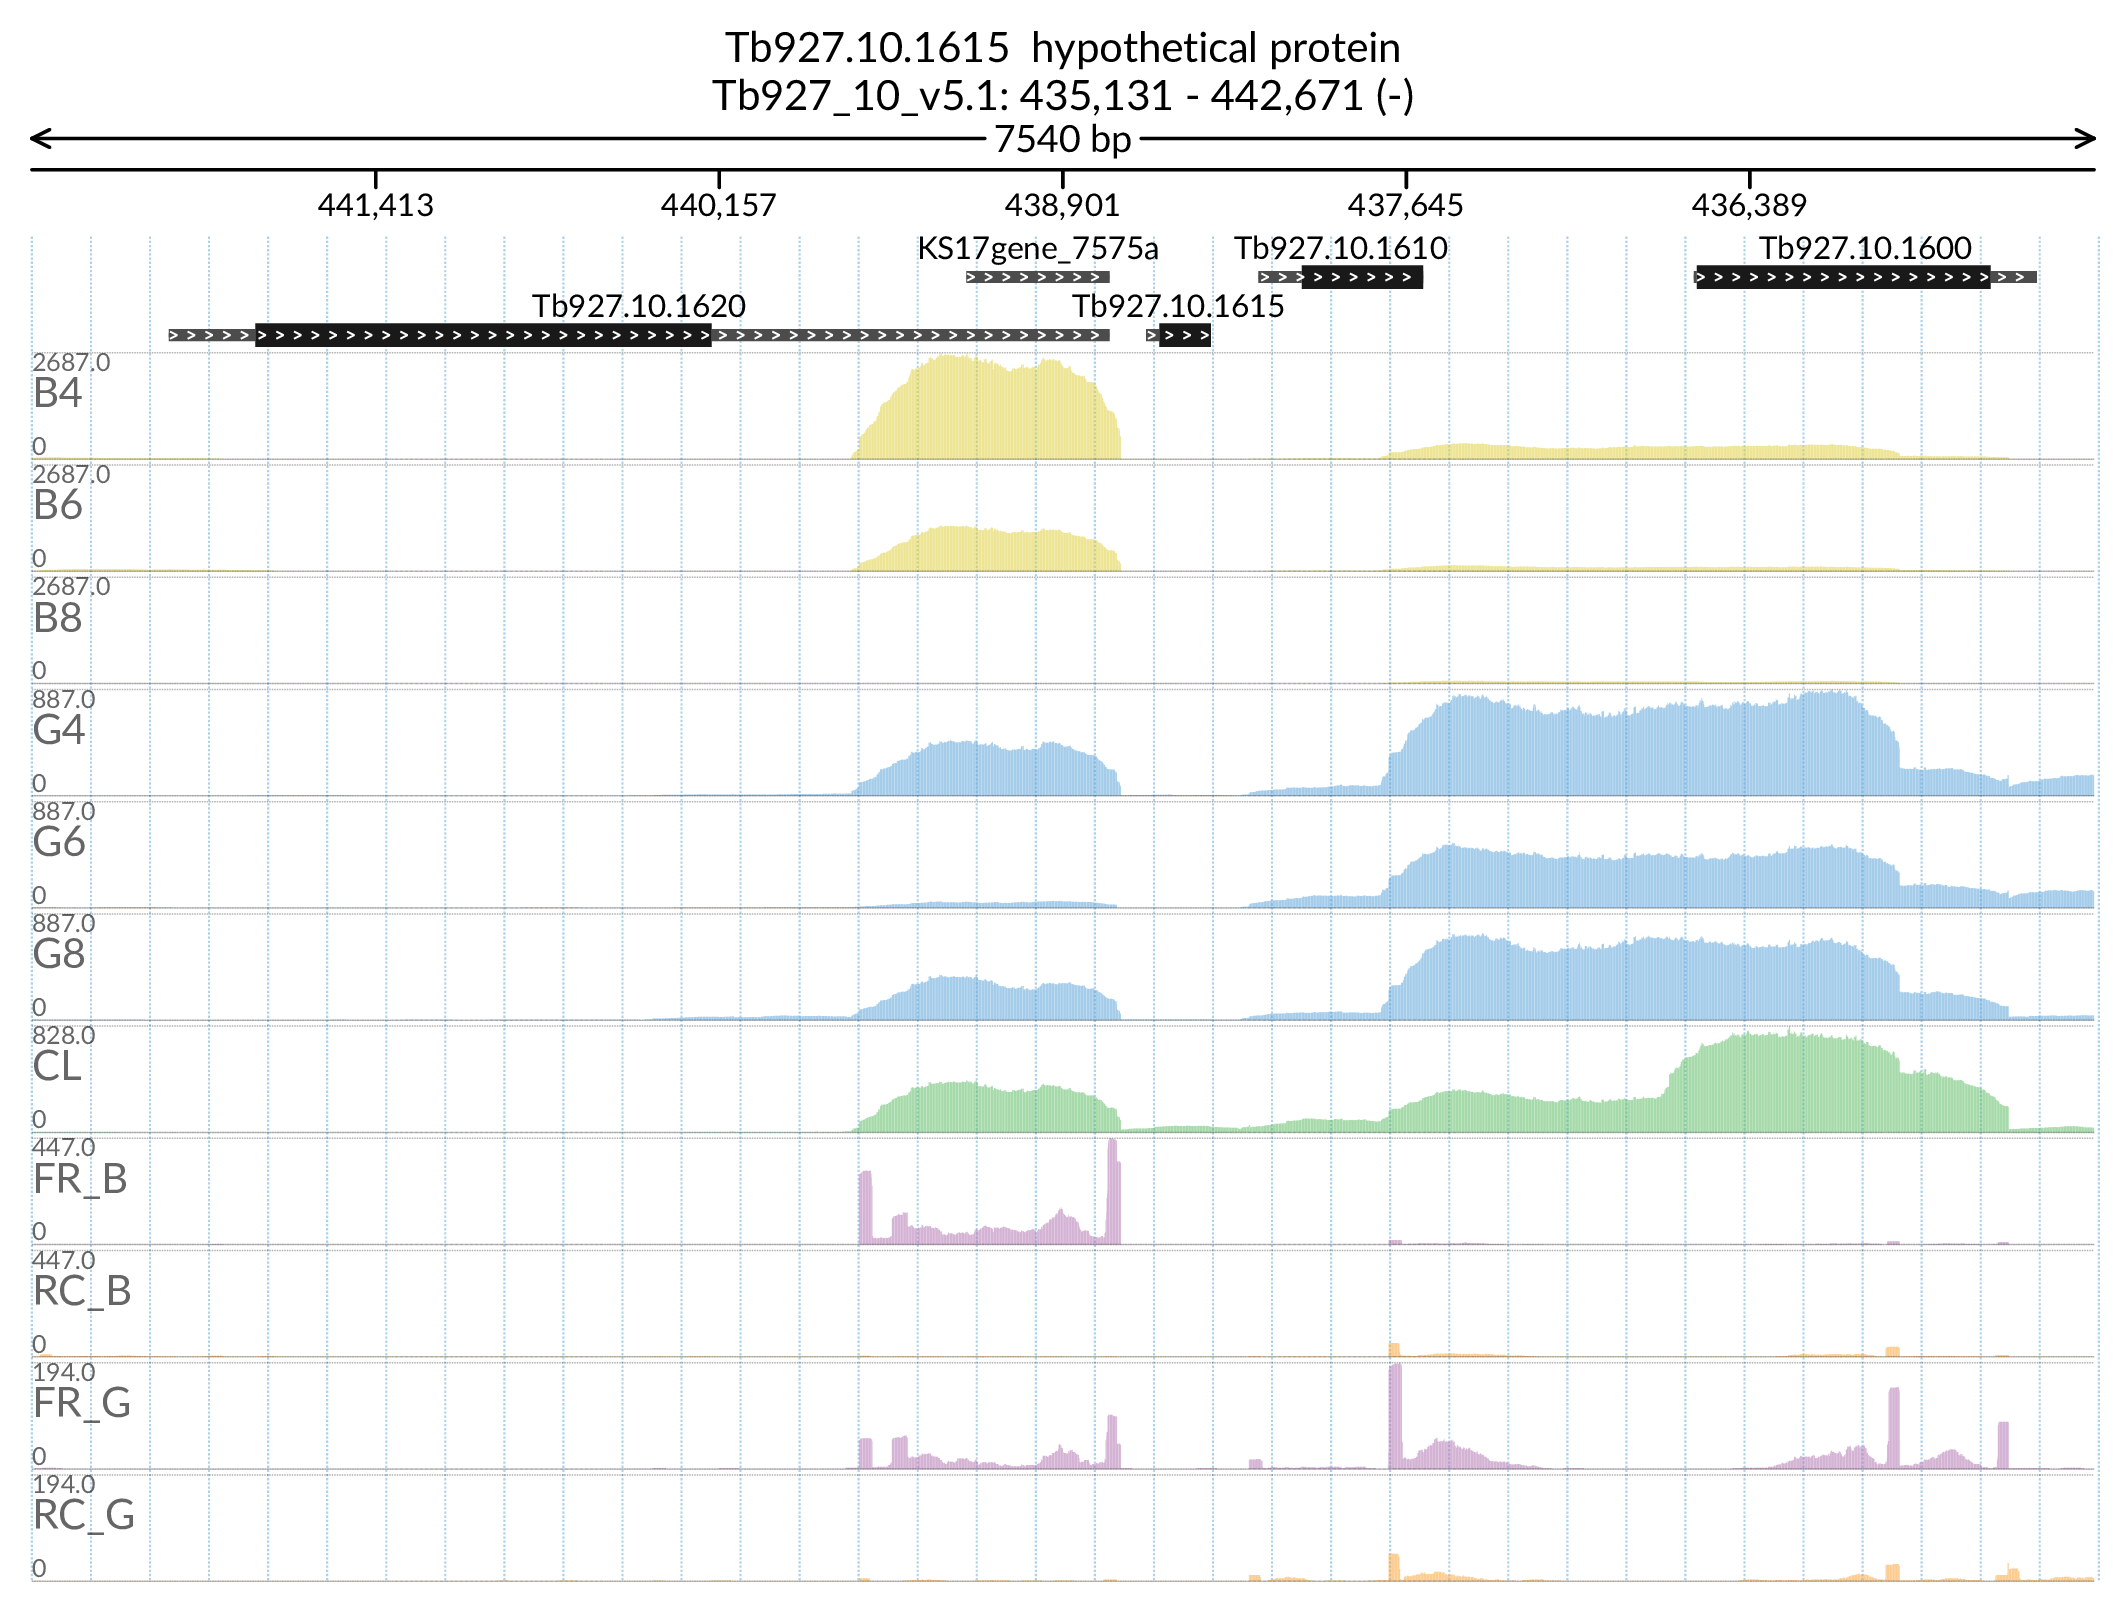 Tb927.10.1615  hypothetical protein
Tb927_10_v5.1: 435,131 - 442,671 (-)
7540 bp
441,413 440,157 438,901 437,645 436,389
KS17gene_7575a Tb927.10.1610 Tb927.10.1600
Tb927.10.1620 Tb927.10.1615
2687.0
B4
0
2687.0
B6
0
2687.0
B8
0
887.0
G4
0
887.0
G6
0
887.0
G8
0
828.0
CL
0
447.0
FR_B
0
447.0
RC_B
0
194.0
FR_G
0
194.0
RC_G
0